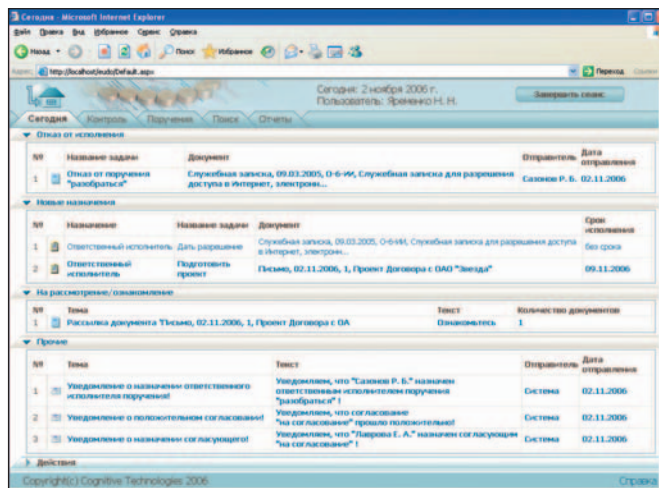 Сегодня - Microsoft Internet Explorer
Файл Правка Вид Избранное Сервис Справка
Назад Поиск Избранное
Адрес: http://localhost/eudo/Default.aspx Переход Ссылки
Сегодня: 2 ноября 2006 г.
Пользователь: Яременко Н. Н.
Завершить сеанс
Сегодня Контроль Поручения Поиск Отчеты
Отказ от исполнения
№ Название задачи Документ Отправитель Дата отправления
1 Отказ от поручения "разобраться" Служебная записка, 09.03.2005, О-6-ИИ, Служебная записка для разрешения доступа в Интернет, электронн... Сазонов Р. Б. 02.11.2006
Новые назначения
№ Назначение Название задачи Документ Срок исполнения
1 Ответственный исполнитель Дать разрешение Служебная записка, 09.03.2005, О-6-ИИ, Служебная записка для разрешения доступа в Интернет, электронн... без срока
2 Ответственный исполнитель Подготовить проект Письмо, 02.11.2006, 1, Проект Договора с ОАО "Звезда" 09.11.2006
На рассмотрение/ознакомление
№ Тема Текст Количество документов
1 Рассылка документа "Письмо, 02.11.2006, 1, Проект Договора с ОА Ознакомьтесь 1
Прочие
№ Тема Текст Отправитель Дата отправления
1 Уведомление о назначении ответственного исполнителя поручения! Уведомляем, что "Сазонов Р. Б." назначен ответственным исполнителем поручения "разобраться" ! Система 02.11.2006
2 Уведомление о положительном согласовании! Уведомляем, что согласование "на согласование" прошло положительно! Система 02.11.2006
3 Уведомление о назначении согласующего! Уведомляем, что "Лаврова Е. А." назначен согласующим "на согласование" ! Система 02.11.2006
Действия
Copyright(c) Cognitive Technologies 2006 Справка